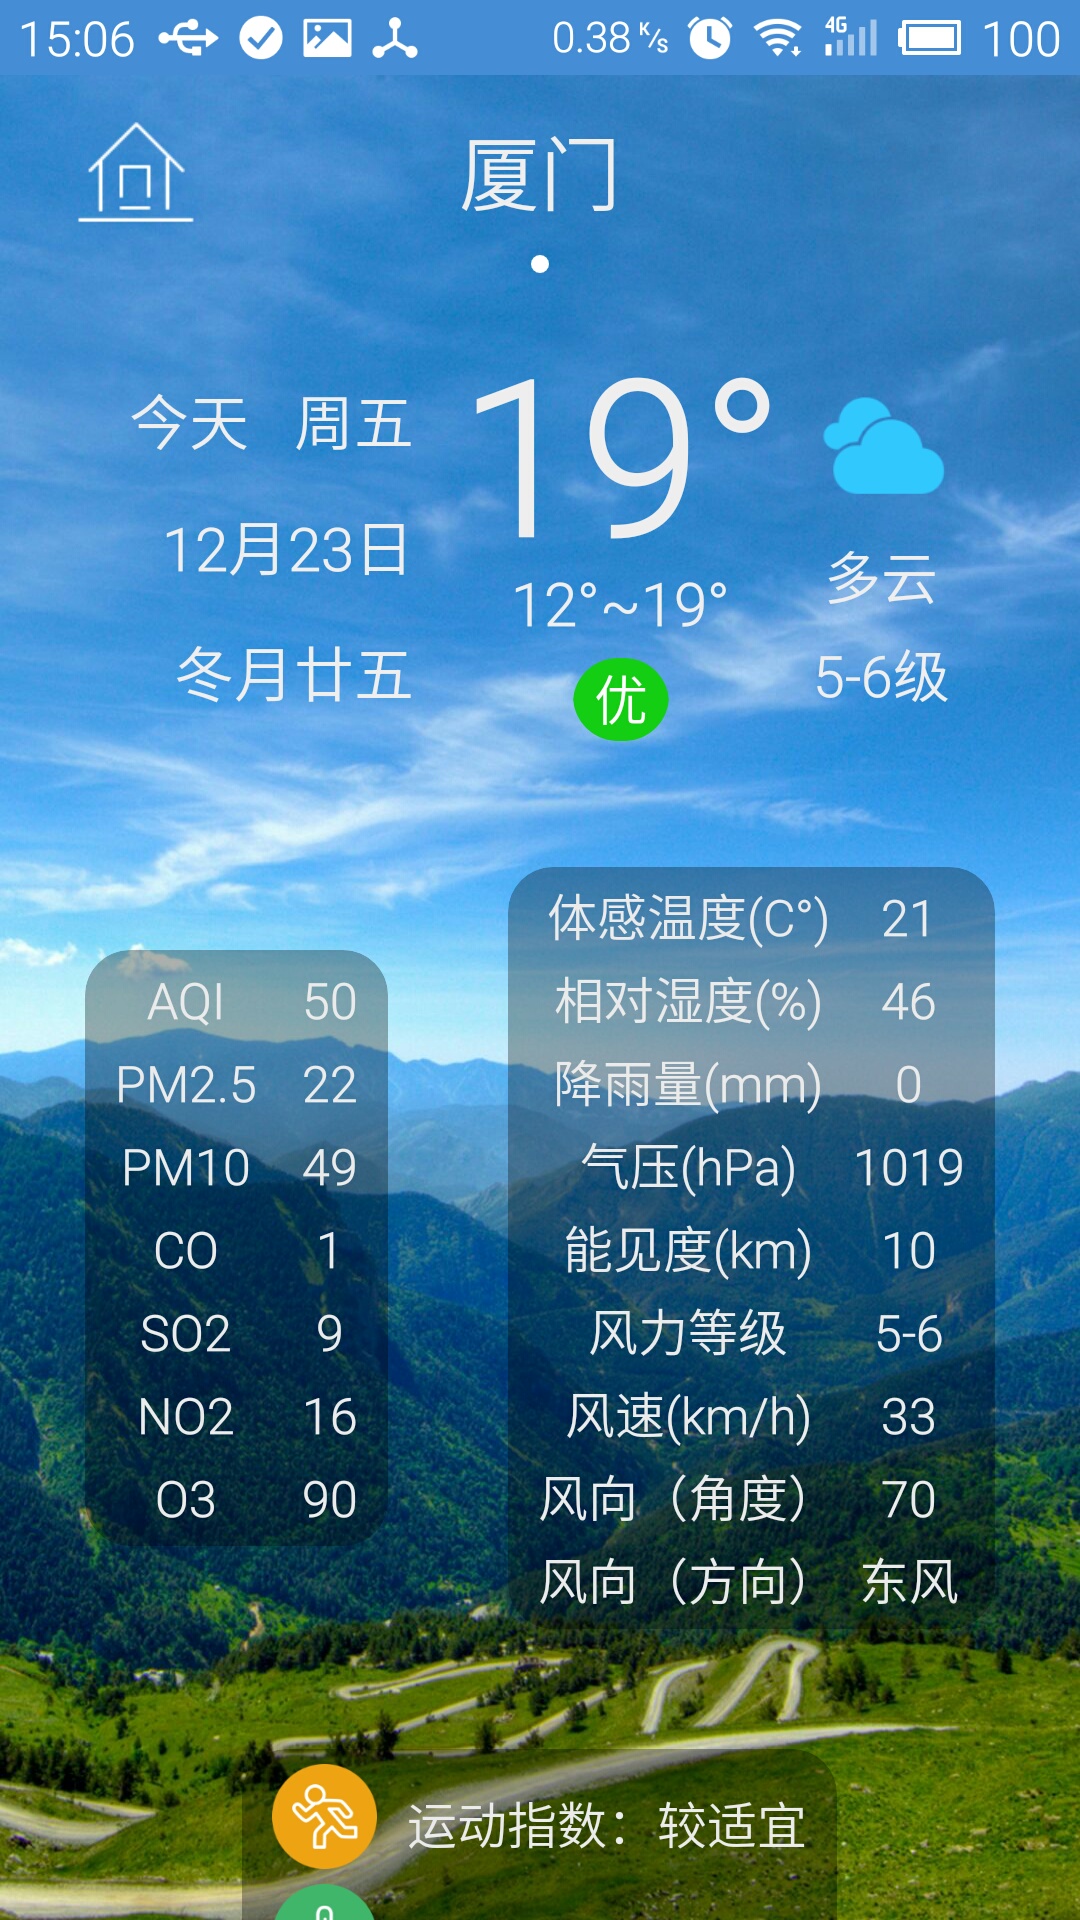 15:06 0.38 K/s 4G 100
厦门
今天 周五
12月23日
冬月廿五
19°
12°~19°
优
多云
5-6级
AQI 50
PM2.5 22
PM10 49
CO 1
SO2 9
NO2 16
O3 90
体感温度(C°) 21
相对湿度(%) 46
降雨量(mm) 0
气压(hPa) 1019
能见度(km) 10
风力等级 5-6
风速(km/h) 33
风向（角度） 70
风向（方向） 东风
运动指数：较适宜